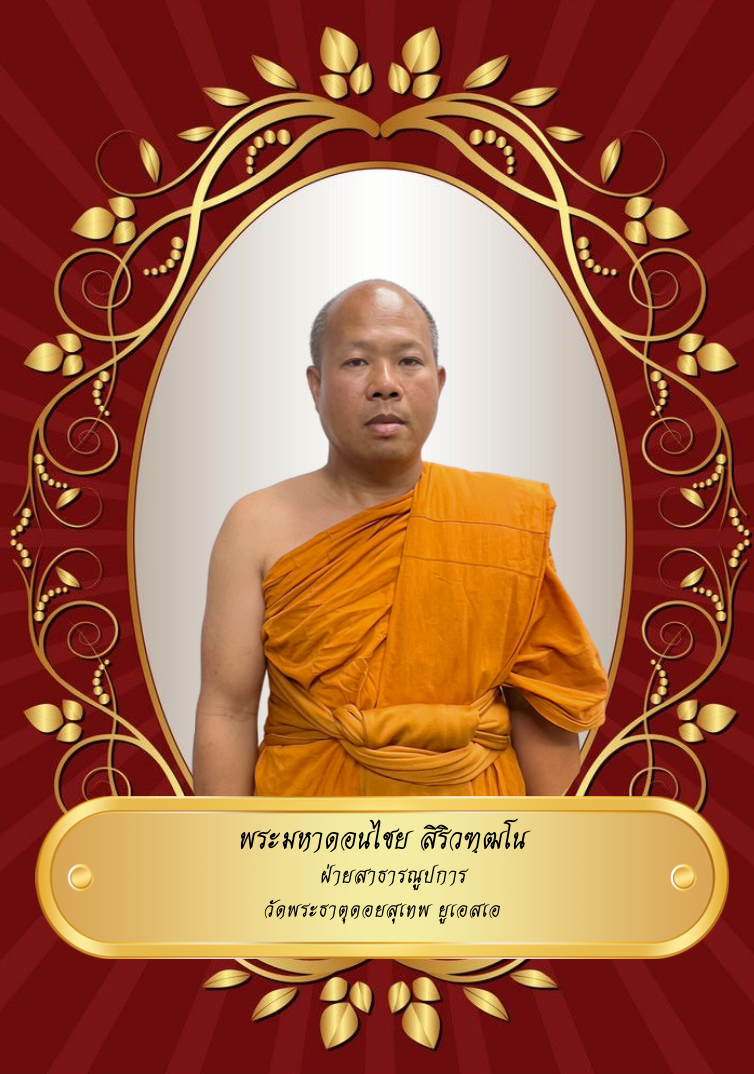 พระมหาดอนไชย สิริวฑฺฒโน
ฝ่ายสาธารณูปการ
วัดพระธาตุดอยสุเทพ ยูเอสเอ